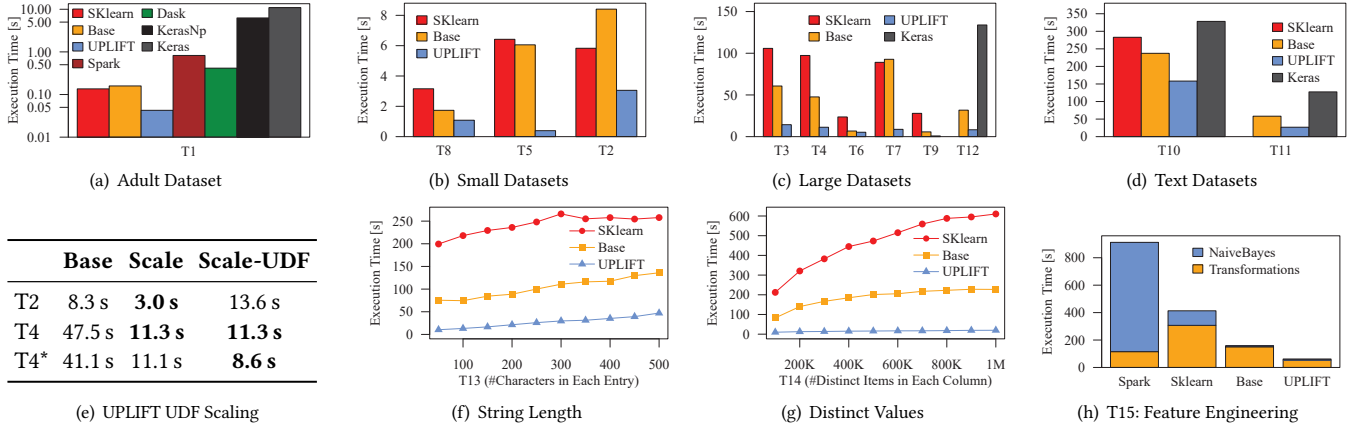 Execution Time [s]
10.00
5.00
1.00
0.50
0.10
0.05
0.01
SKlearn
Base
UPLIFT
Spark
Dask
KerasNp
Keras
T1
(a) Adult Dataset
Execution Time [s]
8
6
4
2
0
SKlearn
Base
UPLIFT
T8 T5 T2
(b) Small Datasets
Execution Time [s]
150
100
50
0
SKlearn
Base
UPLIFT
Keras
T3 T4 T6 T7 T9 T12
(c) Large Datasets
Execution Time [s]
350
300
250
200
150
100
50
0
SKlearn
Base
UPLIFT
Keras
T10 T11
(d) Text Datasets
Base Scale Scale-UDF
T2 8.3 s 3.0 s 13.6 s
T4 47.5 s 11.3 s 11.3 s
T4* 41.1 s 11.1 s 8.6 s
(e) UPLIFT UDF Scaling
Execution Time [s]
250
200
150
100
50
0
SKlearn
Base
UPLIFT
100 200 300 400 500
T13 (#Characters in Each Entry)
(f) String Length
Execution Time [s]
600
500
400
300
200
100
0
SKlearn
Base
UPLIFT
200K 400K 600K 800K 1M
T14 (#Distinct Items in Each Column)
(g) Distinct Values
Execution Time [s]
800
600
400
200
0
NaiveBayes
Transformations
Spark Sklearn Base UPLIFT
(h) T15: Feature Engineering